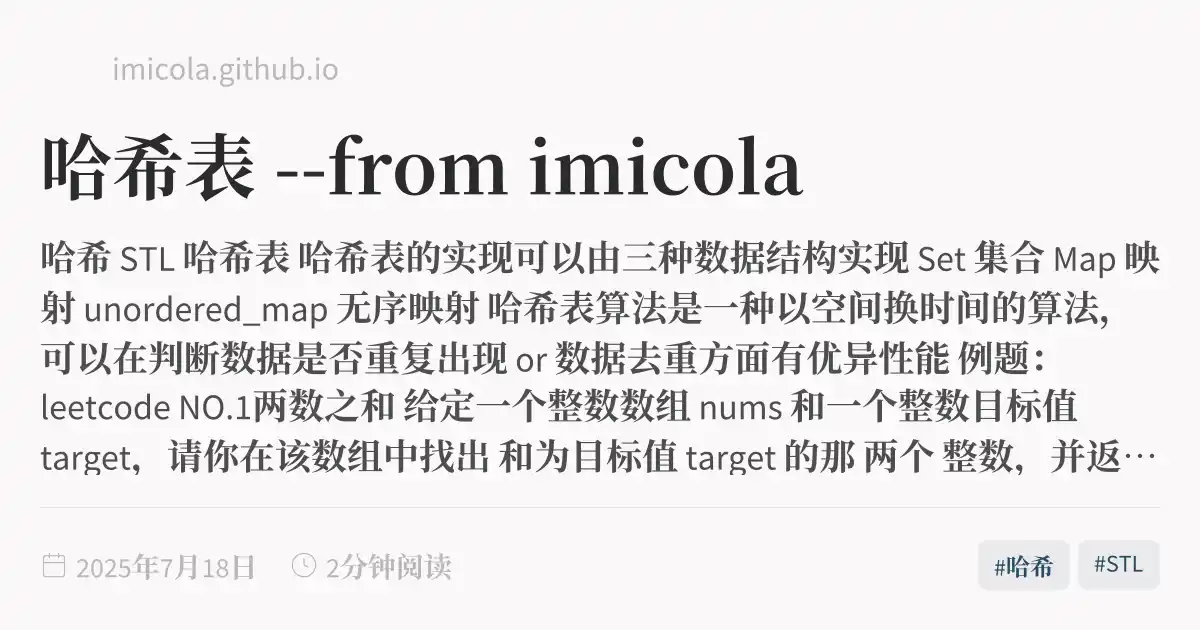 imicola.github.io
哈希表 --from imicola
哈希 STL 哈希表 哈希表的实现可以由三种数据结构实现 Set 集合 Map 映
射 unordered_map 无序映射 哈希表算法是一种以空间换时间的算法，
可以在判断数据是否重复出现 or 数据去重方面有优异性能 例题：
leetcode NO.1两数之和 给定一个整数数组 nums 和一个整数目标值
target，请你在该数组中找出 和为目标值 target 的那 两个 整数，并返…
2025年7月18日 2分钟阅读 #哈希 #STL